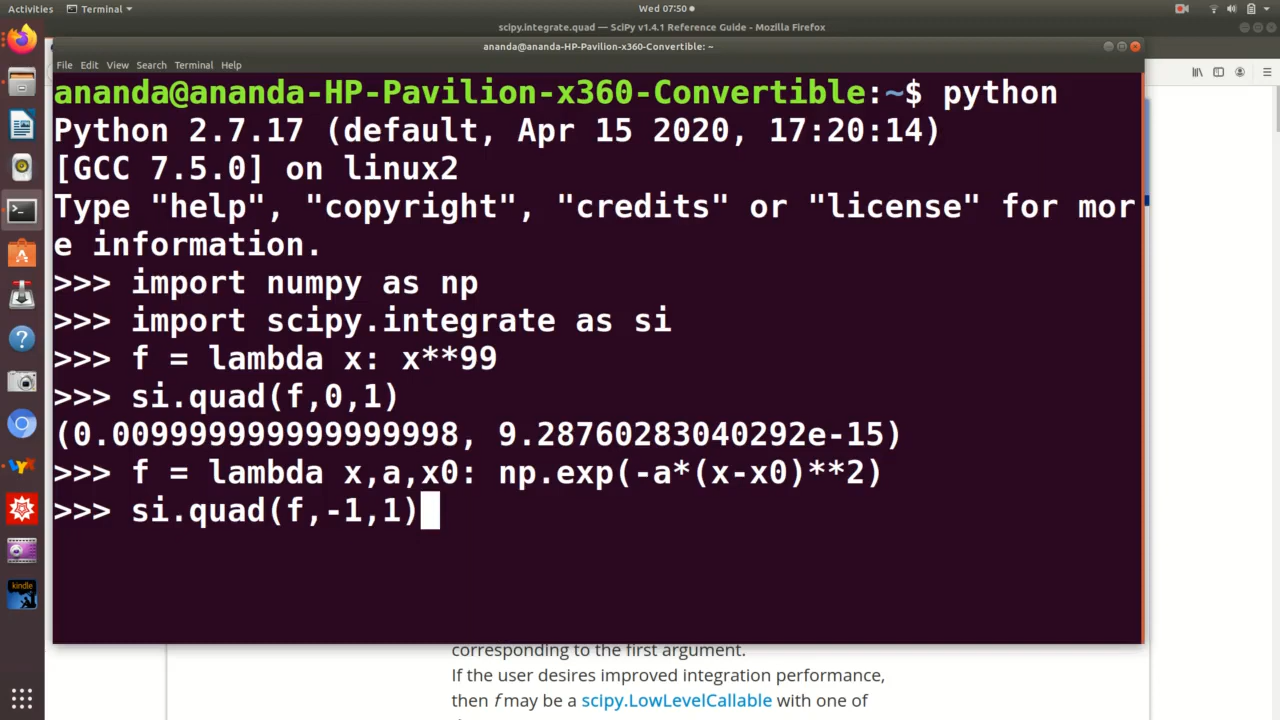 Activities
Terminal
Wed 07:50
scipy.integrate.quad — SciPy v1.4.1 Reference Guide - Mozilla Firefox
ananda@ananda-HP-Pavilion-x360-Convertible: ~
File Edit View Search Terminal Help
ananda@ananda-HP-Pavilion-x360-Convertible:~$ python
Python 2.7.17 (default, Apr 15 2020, 17:20:14)
[GCC 7.5.0] on linux2
Type "help", "copyright", "credits" or "license" for mor
e information.
>>> import numpy as np
>>> import scipy.integrate as si
>>> f = lambda x: x**99
>>> si.quad(f,0,1)
(0.009999999999999998, 9.28760283040292e-15)
>>> f = lambda x,a,x0: np.exp(-a*(x-x0)**2)
>>> si.quad(f,-1,1)
corresponding to the first argument.
If the user desires improved integration performance,
then f may be a scipy.LowLevelCallable with one of
kindle